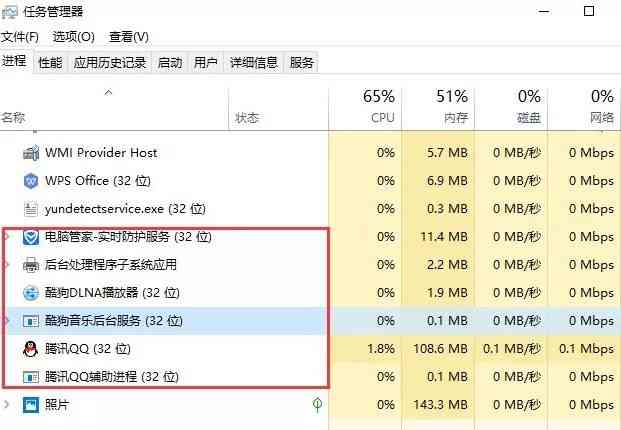 任务管理器
文件(F) 选项(O) 查看(V)
进程 性能 应用历史记录 启动 用户 详细信息 服务
65% 51% 0% 0%
名称 状态 CPU 内存 磁盘 网络
WMI Provider Host 0% 5.7 MB 0 MB/秒 0 Mbps
WPS Office (32 位) 0% 6.9 MB 0 MB/秒 0 Mbps
yundetectservice.exe (32 位) 0% 0.3 MB 0 MB/秒 0 Mbps
电脑管家-实时防护服务 (32 位) 0% 11.4 MB 0 MB/秒 0 Mbps
后台处理程序子系统应用 0% 2.2 MB 0 MB/秒 0 Mbps
酷狗DLNA播放器 (32 位) 0% 1.9 MB 0 MB/秒 0 Mbps
酷狗音乐后台服务 (32 位) 0% 0.1 MB 0 MB/秒 0 Mbps
腾讯QQ (32 位) 1.8% 108.6 MB 0.1 MB/秒 0.1 Mbps
腾讯QQ辅助进程 (32 位) 0% 0.1 MB 0 MB/秒 0 Mbps
照片 0% 143.3 MB 0 MB/秒 0 Mbps